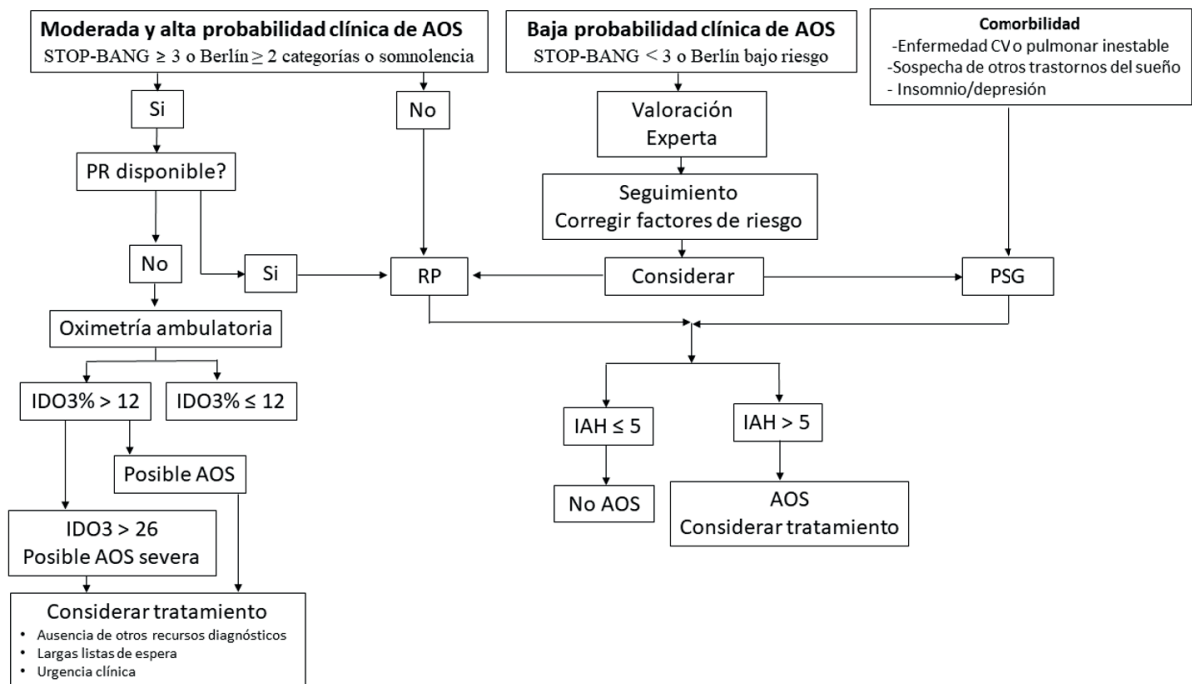 Moderada y alta probabilidad clínica de AOS
STOP-BANG ≥ 3 o Berlín ≥ 2 categorías o somnolencia
Baja probabilidad clínica de AOS
STOP-BANG < 3 o Berlín bajo riesgo
Comorbilidad
-Enfermedad CV o pulmonar inestable
-Sospecha de otros trastornos del sueño
- Insomnio/depresión
Si
No
Valoración
Experta
PR disponible?
Seguimiento
Corregir factores de riesgo
No
Si
RP
Considerar
PSG
Oximetría ambulatoria
IDO3% > 12
IDO3% ≤ 12
IAH ≤ 5
IAH > 5
Posible AOS
No AOS
AOS
Considerar tratamiento
IDO3 > 26
Posible AOS severa
Considerar tratamiento
• Ausencia de otros recursos diagnósticos
• Largas listas de espera
• Urgencia clínica